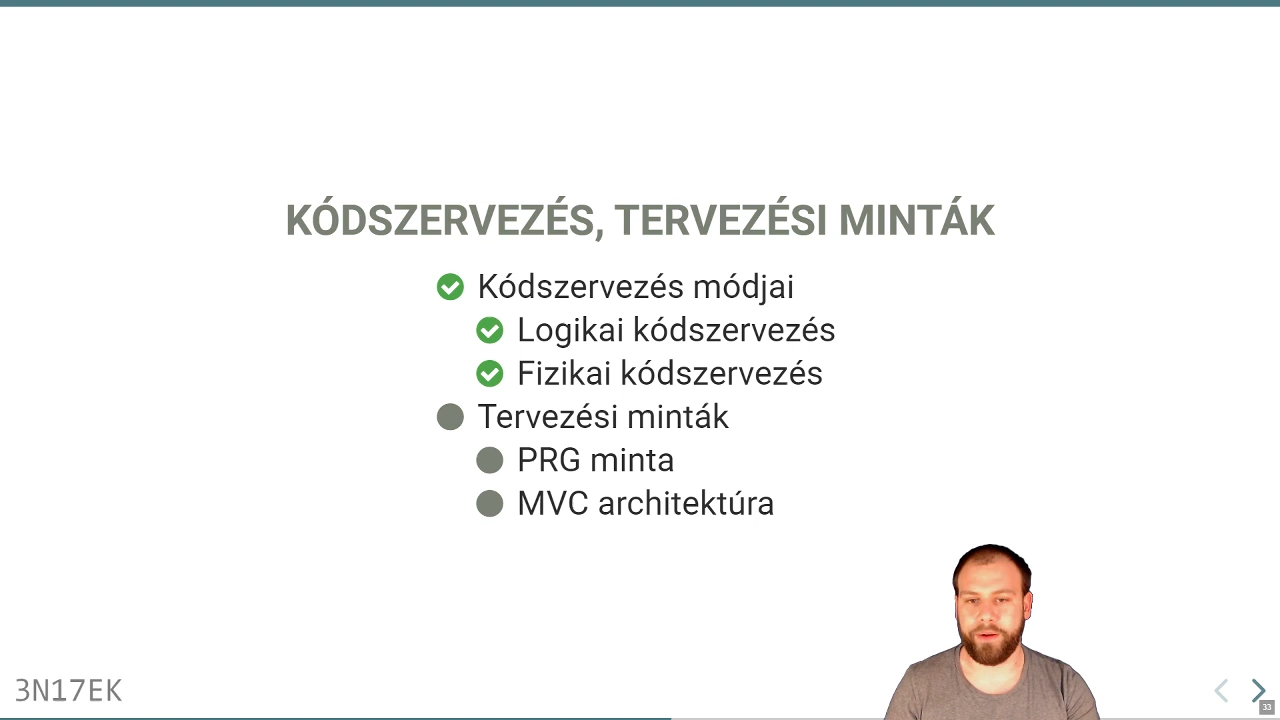 KÓDSZERVEZÉS, TERVEZÉSI MINTÁK
Kódszervezés módjai
Logikai kódszervezés
Fizikai kódszervezés
Tervezési minták
PRG minta
MVC architektúra
3N17EK
33